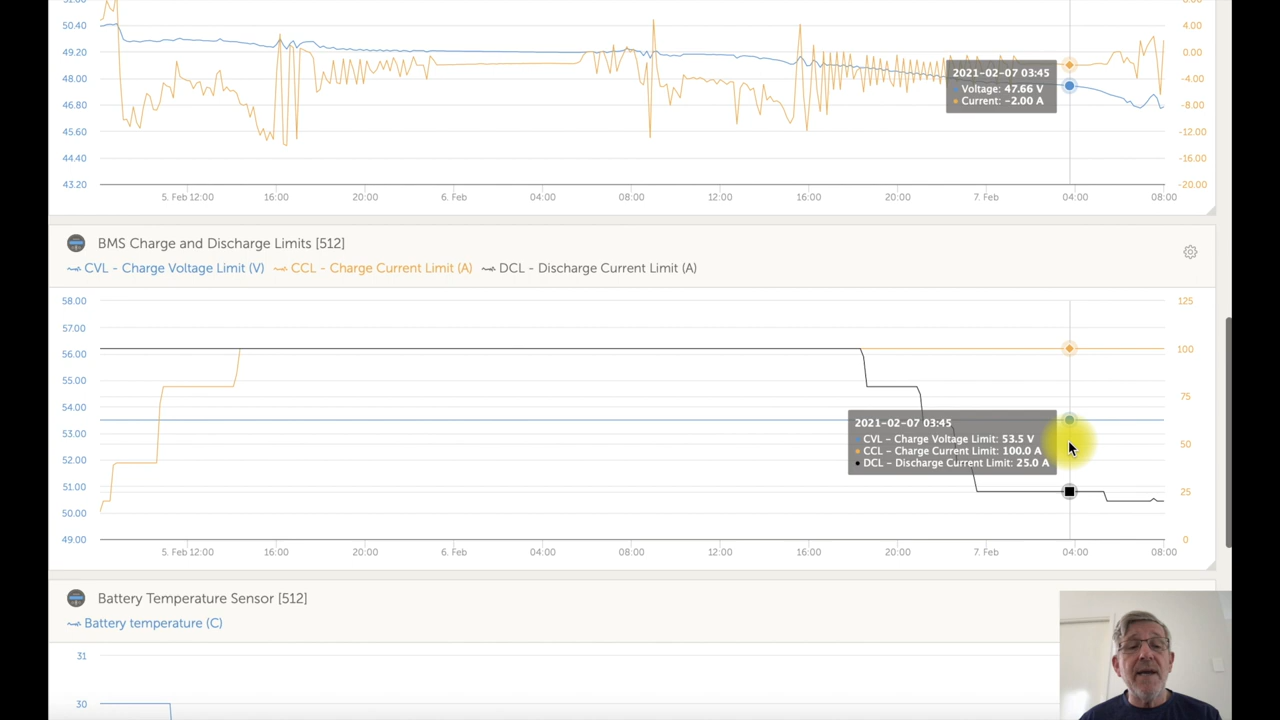 51.00 8.00
50.40 4.00
49.20 0.00
48.00 -4.00
46.80 -8.00
45.60 -12.00
44.40 -16.00
43.20 -20.00
2021-02-07 03:45
Voltage: 47.66 V
Current: -2.00 A
5. Feb 12:00 16:00 20:00 6. Feb 04:00 08:00 12:00 16:00 20:00 7. Feb 04:00 08:00
BMS Charge and Discharge Limits [512]
CVL - Charge Voltage Limit (V) CCL - Charge Current Limit (A) DCL - Discharge Current Limit (A)
58.00 125
57.00
56.00 100
55.00 75
54.00
53.00 50
52.00
51.00 25
50.00
49.00 0
2021-02-07 03:45
CVL - Charge Voltage Limit: 53.5 V
CCL - Charge Current Limit: 100.0 A
DCL - Discharge Current Limit: 25.0 A
5. Feb 12:00 16:00 20:00 6. Feb 04:00 08:00 12:00 16:00 20:00 7. Feb 04:00 08:00
Battery Temperature Sensor [512]
Battery temperature (C)
31
30